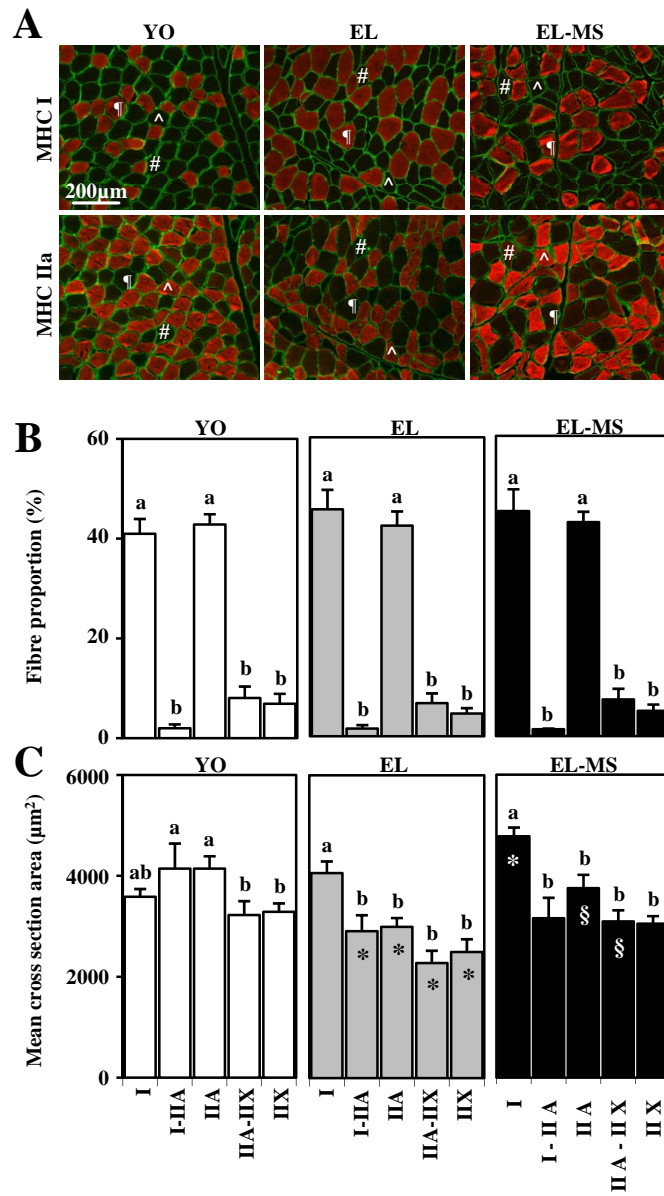 A
YO EL EL-MS
MHC I
# ¶ ^ # ¶ ^ # ¶ ^
200µm
MHC IIa
# ¶ ^ # ¶ ^ # ¶ ^
B
YO EL EL-MS
Fibre proportion (%)
60
40
20
0
a b a b b a b a b b a b a b b
C
YO EL EL-MS
Mean cross section area (µm²)
6000
4000
2000
0
ab a a b b a b b b b a b a b b
* * * * * § §
I I-IIA IIA IIA-IIX IIX I I-IIA IIA IIA-IIX IIX I I - II A II A II A - II X II X